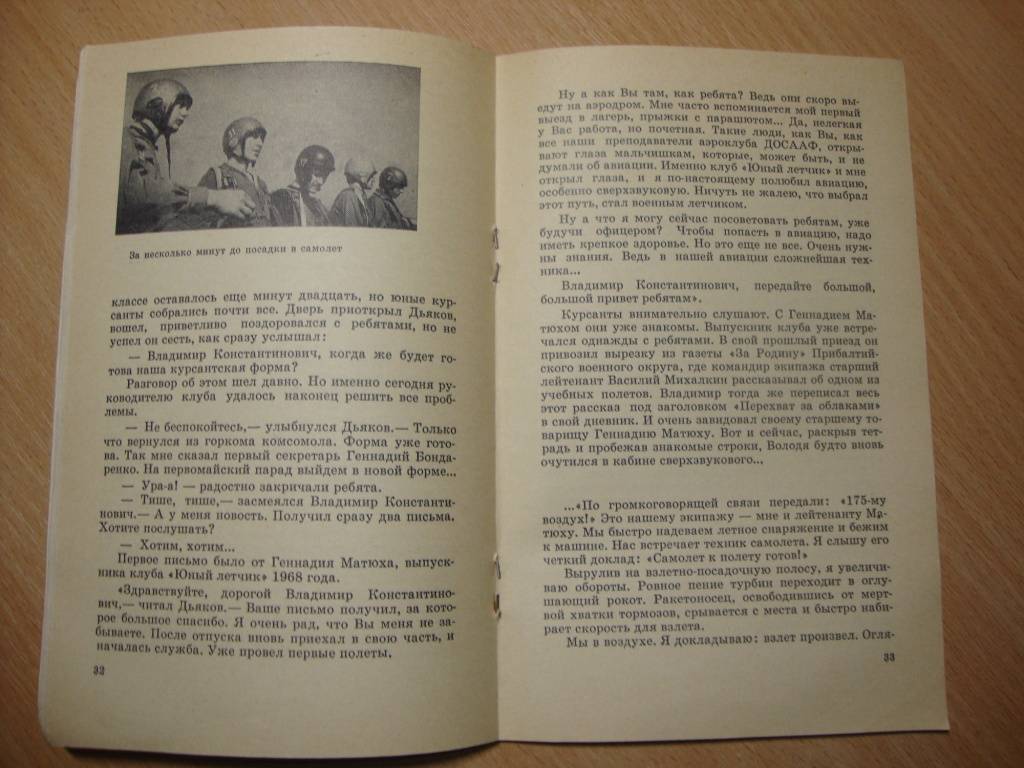 За несколько минут до посадки в самолет
классе оставалось еще минут двадцать, но юные кур-
санты собрались почти все. Дверь приоткрыл Дьяков,
вошел, приветливо поздоровался с ребятами, но не
успел он сесть, как сразу услышал:
— Владимир Константинович, когда же будет го-
това наша курсантская форма?
Разговор об этом шел давно. Но именно сегодня ру-
ководителю клуба удалось наконец решить все проб-
лемы.
— Не беспокойтесь,— улыбнулся Дьяков.— Только
что вернулся из горкома комсомола. Форма уже гото-
ва. Так мне сказал первый секретарь Геннадий Бонда-
ренко. На первомайский парад выйдем в новой форме...
— Ура-а! — радостно закричали ребята.
— Тише, тише,— засмеялся Владимир Константи-
нович.— А у меня новость. Получил сразу два письма.
Хотите послушать?
— Хотим, хотим...
Первое письмо было от Геннадия Матюха, выпуск-
ника клуба «Юный летчик» 1968 года.
«Здравствуйте, дорогой Владимир Константино-
вич,— читал Дьяков.— Ваше письмо получил, за кото-
рое большое спасибо. Я очень рад, что Вы меня не за-
бываете. После отпуска вновь приехал в свою часть, и
началась служба. Уже провел первые полеты.
32
Ну а как Вы там, как ребята? Ведь они скоро вы-
едут на аэродром. Мне часто вспоминается мой первый
выезд в лагерь, прыжки с парашютом... Да, нелегкая
у Вас работа, но почетная. Такие люди, как Вы, как
все наши преподаватели аэроклуба ДОСААФ, откры-
вают глаза мальчишкам, которые, может быть, и не
думали об авиации. Именно клуб «Юный летчик» и мне
открыл глаза, и я по-настоящему полюбил авиацию,
особенно сверхзвуковую. Ничуть не жалею, что выбрал
этот путь, стал военным летчиком.
Ну а что я могу сейчас посоветовать ребятам, уже
будучи офицером? Чтобы попасть в авиацию, надо
иметь крепкое здоровье. Но это еще не все. Очень нуж-
ны знания. Ведь в нашей авиации сложнейшая тех-
ника...
Владимир Константинович, передайте большой,
большой привет ребятам».
Курсанты внимательно слушают. С Геннадием Ма-
тюхом они уже знакомы. Выпускник клуба уже встре-
чался однажды с ребятами. В свой прошлый приезд он
привозил вырезку из газеты «За Родину» Прибалтий-
ского военного округа, где командир экипажа старший
лейтенант Василий Михалкин рассказывал об одном из
учебных полетов. Владимир тогда же переписал весь
этот рассказ под заголовком «Перехват за облаками»
в свой дневник. И очень завидовал своему старшему то-
варищу Геннадию Матюху. Вот и сейчас, раскрыв тет-
радь и пробежав знакомые строки, Володя будто вновь
очутился в кабине сверхзвукового...
...«По громкоговорящей связи передали: «175-му
воздух!» Это нашему экипажу — мне и лейтенанту Ма-
тюху. Мы быстро надеваем летное снаряжение и бежим
к машине. Нас встречает техник самолета. Я слышу его
четкий доклад: «Самолет к полету готов!»
Вырулив на взлетно-посадочную полосу, я увеличи-
ваю обороты. Ровное пение турбин переходит в оглу-
шающий рокот. Ракетоносец, освободившись от мерт-
вой хватки тормозов, срывается с места и быстро наби-
рает скорость для взлета.
Мы в воздухе. Я докладываю: взлет произвел. Огля-
33